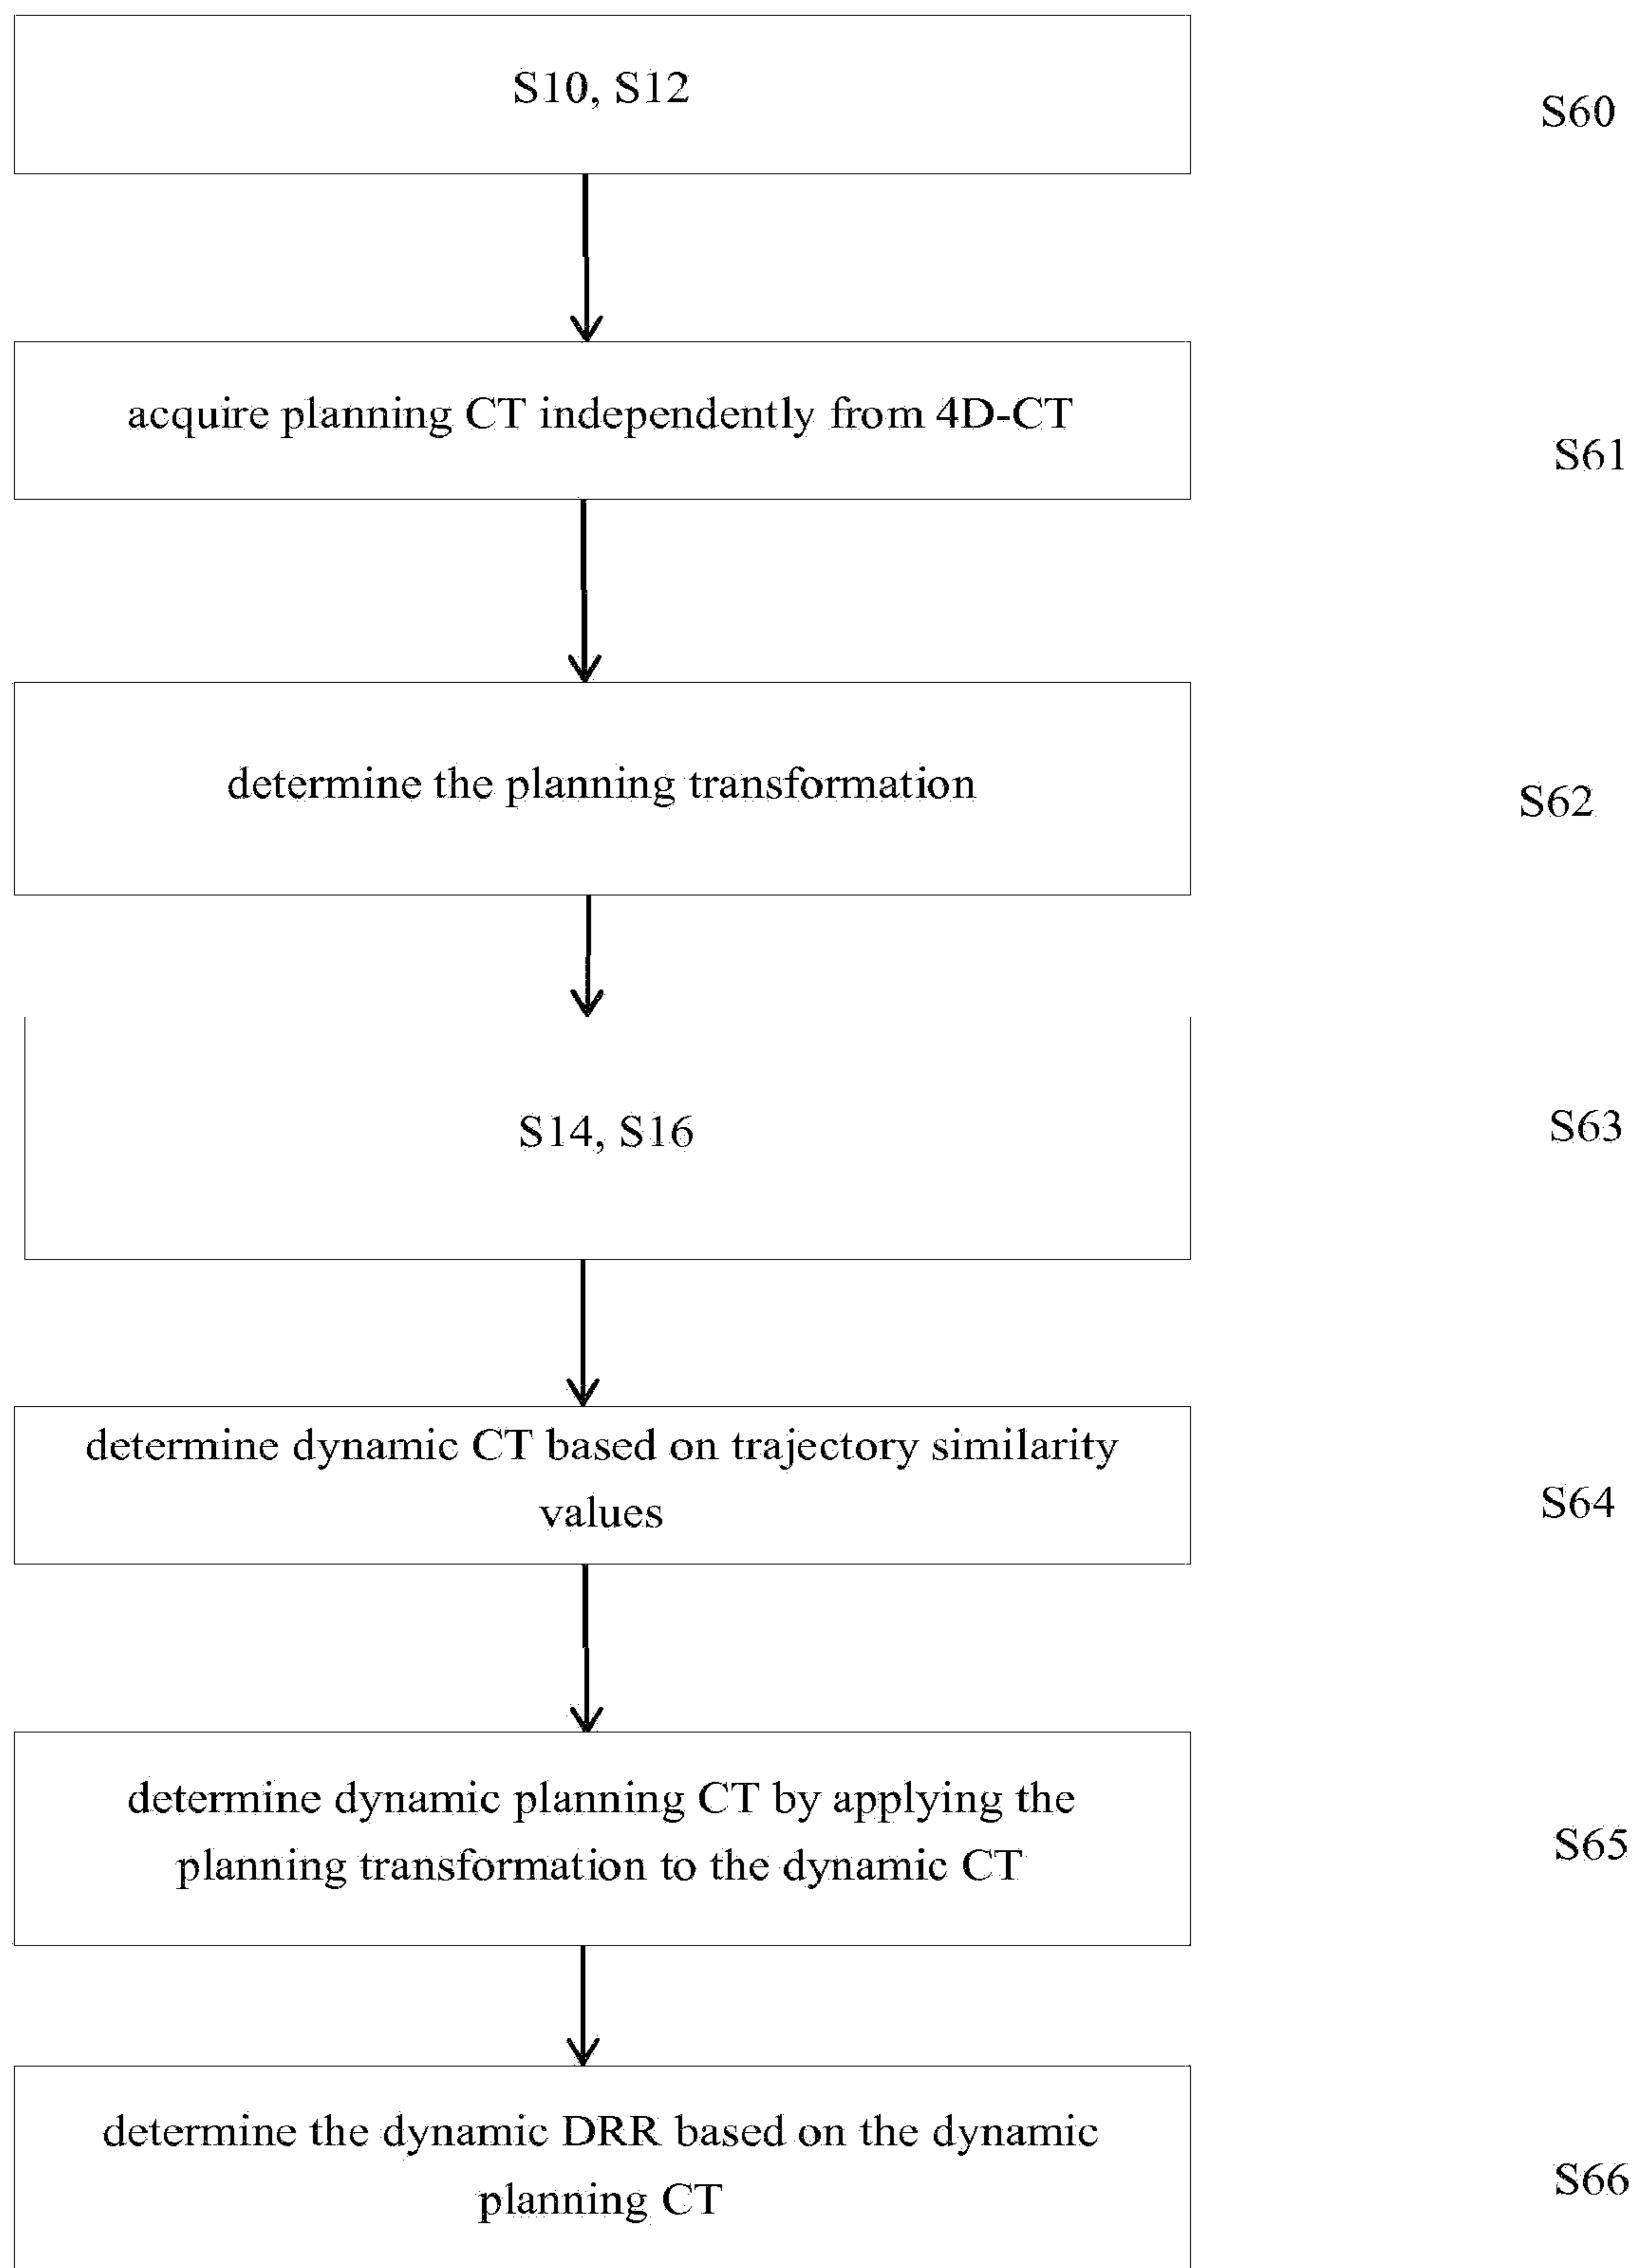 S10, S12
S60
acquire planning CT independently from 4D-CT
S61
determine the planning transformation
S62
S14, S16
S63
determine dynamic CT based on trajectory similarity
values
S64
determine dynamic planning CT by applying the
planning transformation to the dynamic CT
S65
determine the dynamic DRR based on the dynamic
planning CT
S66